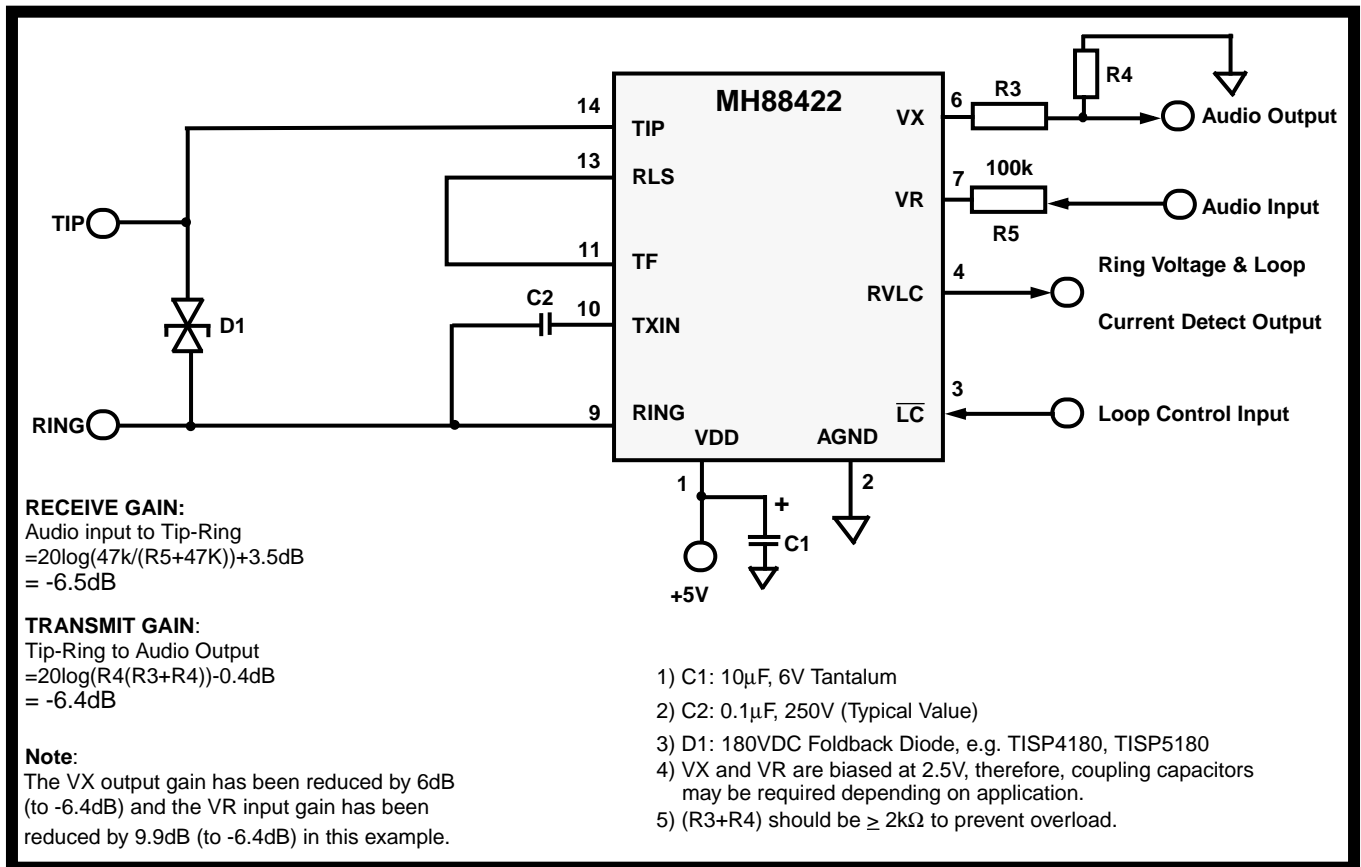 MH88422
14
TIP
13
RLS
11
TF
C2
10
TXIN
9
RING
VDD
AGND
1
2
+
C1
+5V
TIP
D1
RING
VX
6
R3
R4
Audio Output
VR
7
100k
R5
Audio Input
RVLC
4
Ring Voltage & Loop
Current Detect Output
LC
3
Loop Control Input
RECEIVE GAIN:
Audio input to Tip-Ring
=20log(47k/(R5+47K))+3.5dB
= -6.5dB
TRANSMIT GAIN:
Tip-Ring to Audio Output
=20log(R4(R3+R4))-0.4dB
= -6.4dB
Note:
The VX output gain has been reduced by 6dB
(to -6.4dB) and the VR input gain has been
reduced by 9.9dB (to -6.4dB) in this example.
1) C1: 10µF, 6V Tantalum
2) C2: 0.1µF, 250V (Typical Value)
3) D1: 180VDC Foldback Diode, e.g. TISP4180, TISP5180
4) VX and VR are biased at 2.5V, therefore, coupling capacitors
may be required depending on application.
5) (R3+R4) should be ≥ 2kΩ to prevent overload.